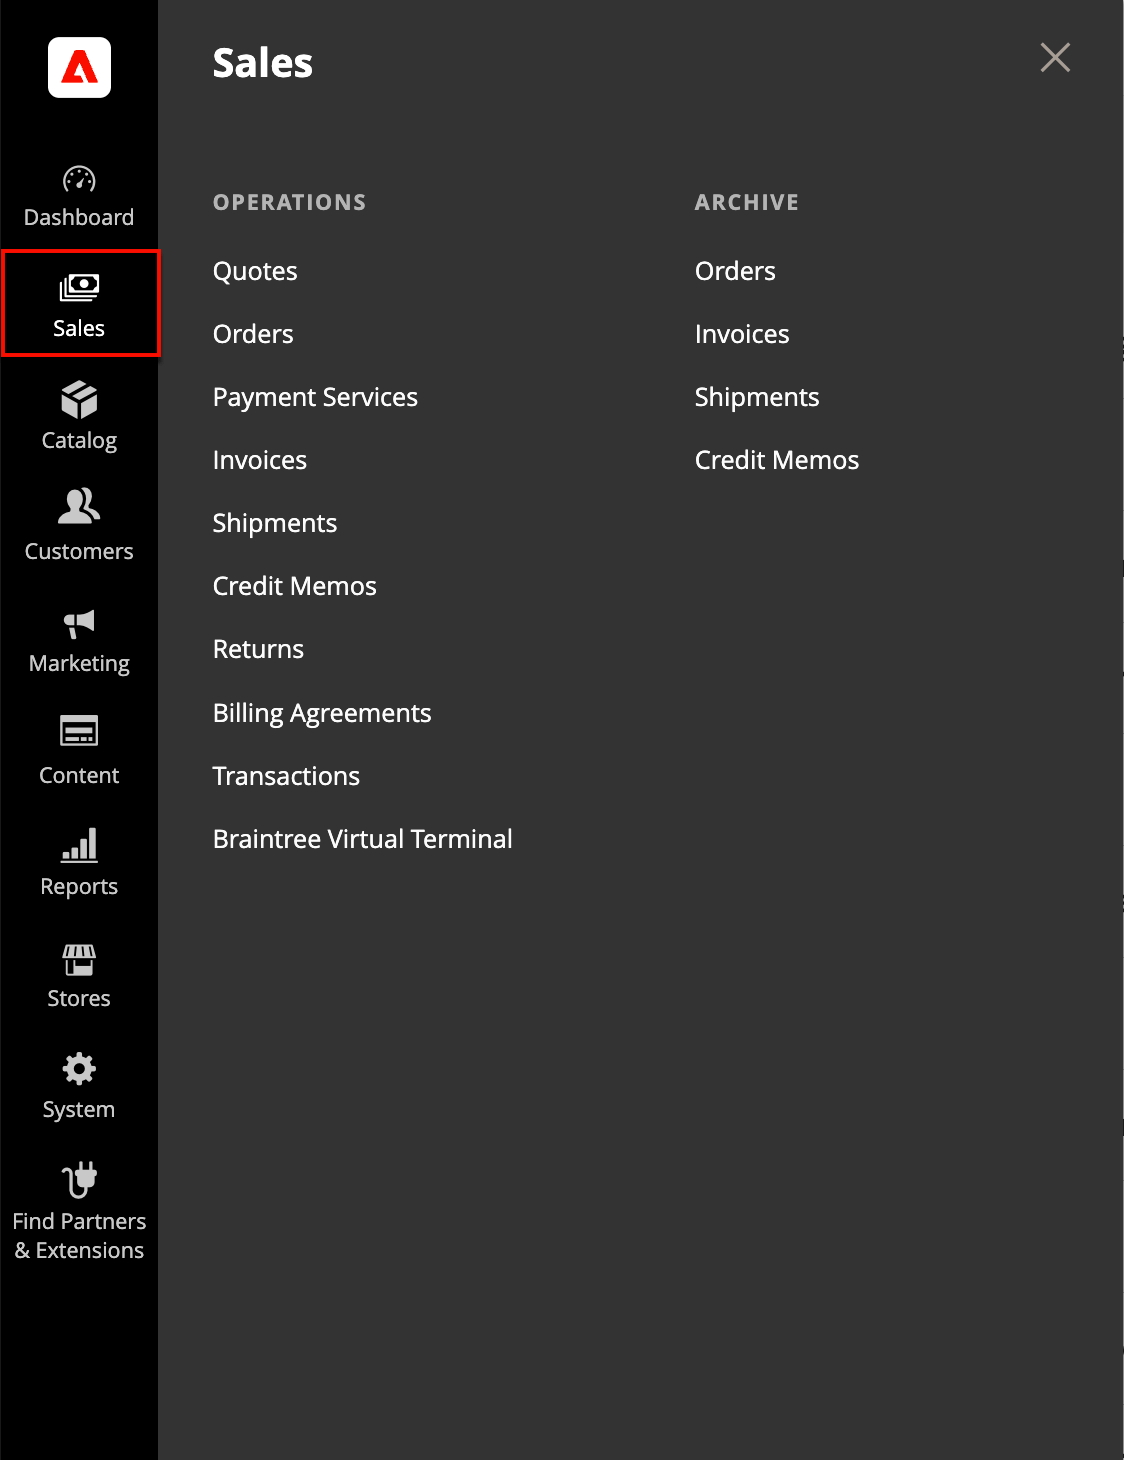 Dashboard
Sales
Catalog
Customers
Marketing
Content
Reports
Stores
System
Find Partners
& Extensions
Sales
OPERATIONS
Quotes
Orders
Payment Services
Invoices
Shipments
Credit Memos
Returns
Billing Agreements
Transactions
Braintree Virtual Terminal
ARCHIVE
Orders
Invoices
Shipments
Credit Memos